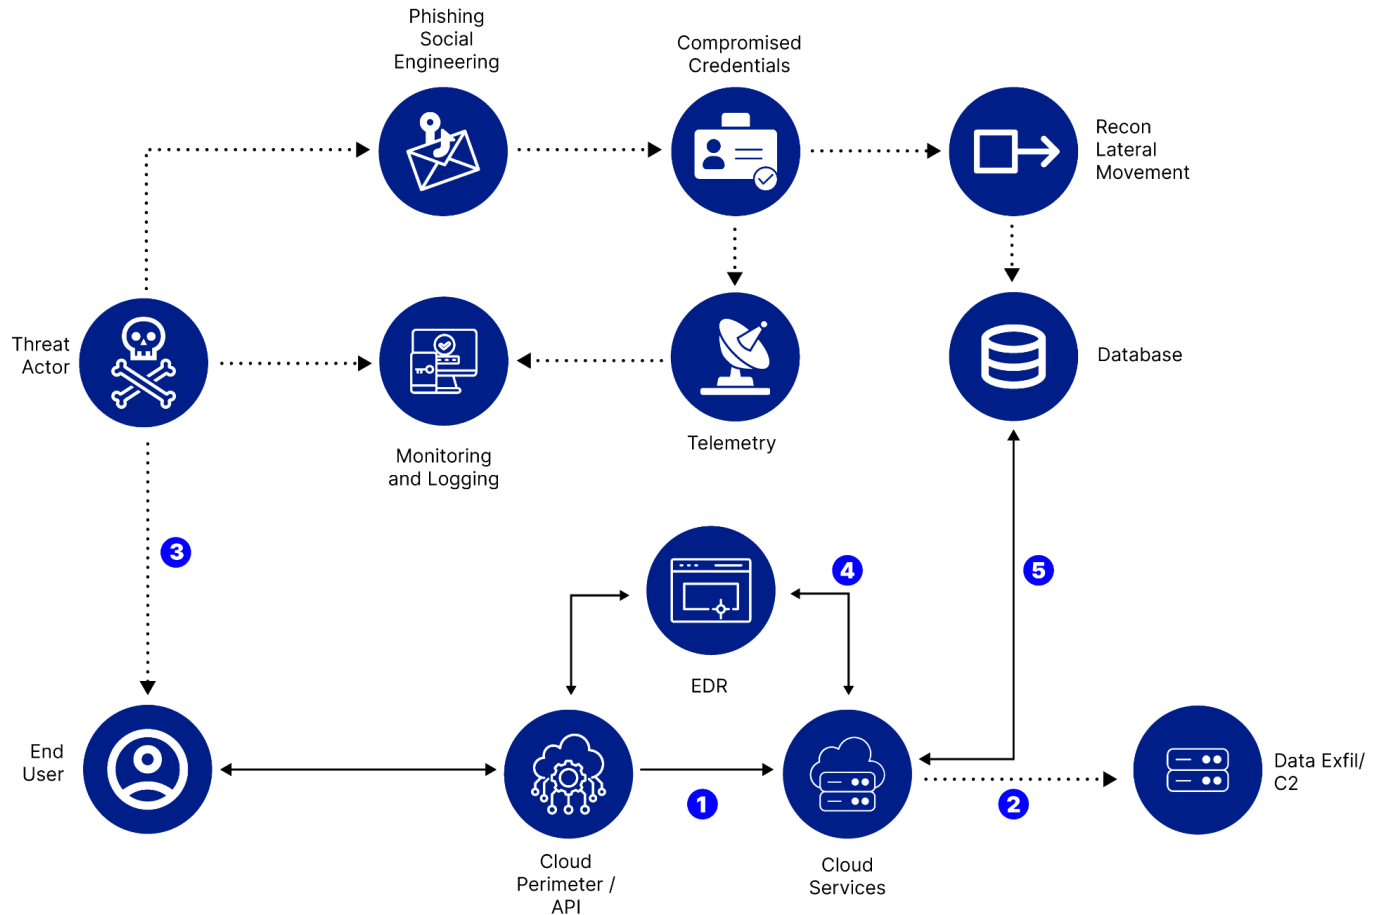 Phishing
Social
Engineering
Compromised
Credentials
Recon
Lateral
Movement
Threat
Actor
Monitoring
and Logging
Telemetry
Database
3
4
5
EDR
End
User
1
2
Cloud
Perimeter /
API
Cloud
Services
Data Exfil/
C2